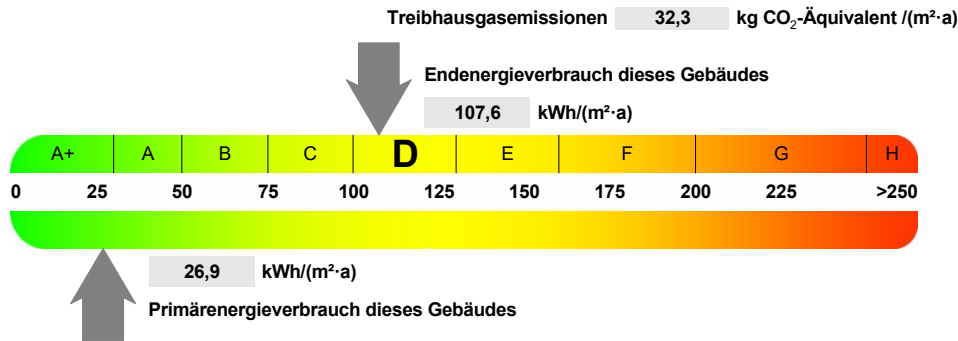 Treibhausgasemissionen 32,3 kg CO₂-Äquivalent /(m²·a)
Endenergieverbrauch dieses Gebäudes
107,6 kWh/(m²·a)
A+ A B C D E F G H
0 25 50 75 100 125 150 175 200 225 >250
26,9 kWh/(m²·a)
Primärenergieverbrauch dieses Gebäudes